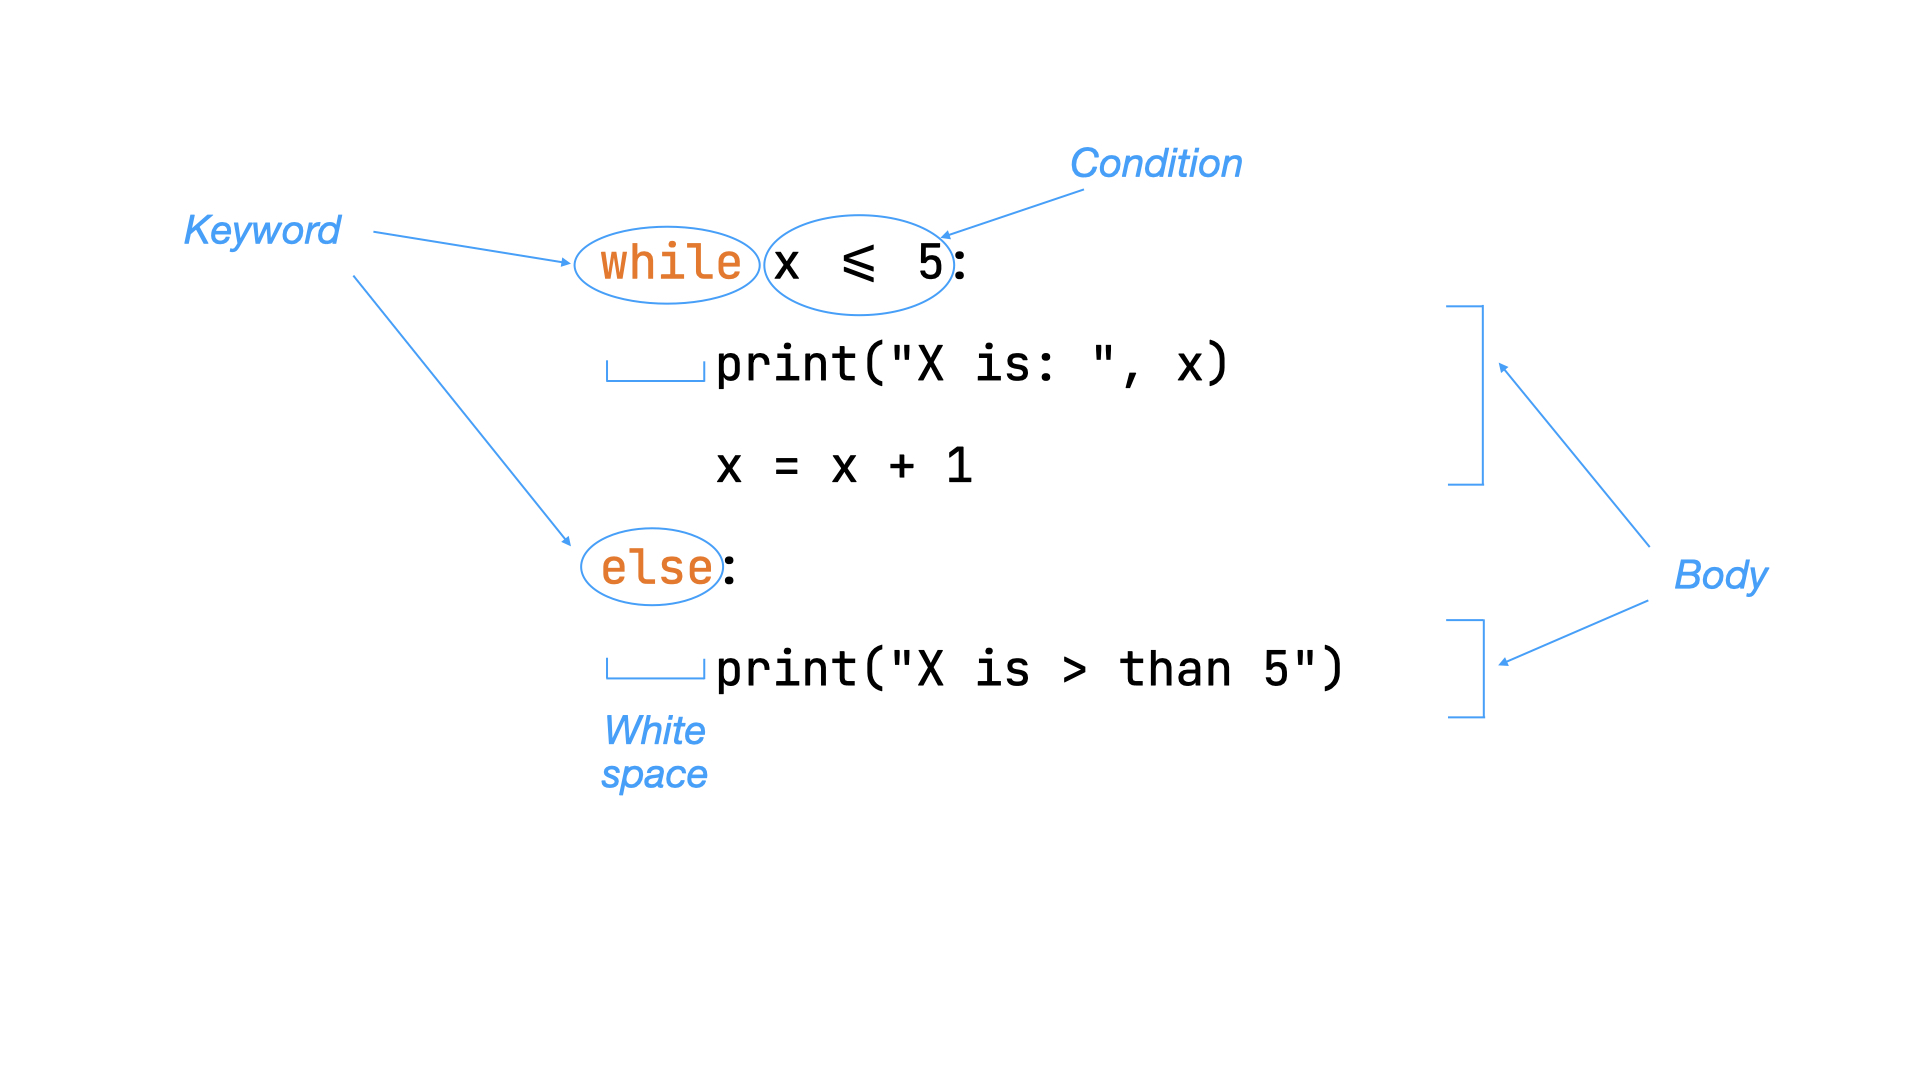 Condition
Keyword
while x ⩽ 5:
print("X is: ", x)
x = x + 1
else:
Body
print("X is > than 5")
White
space